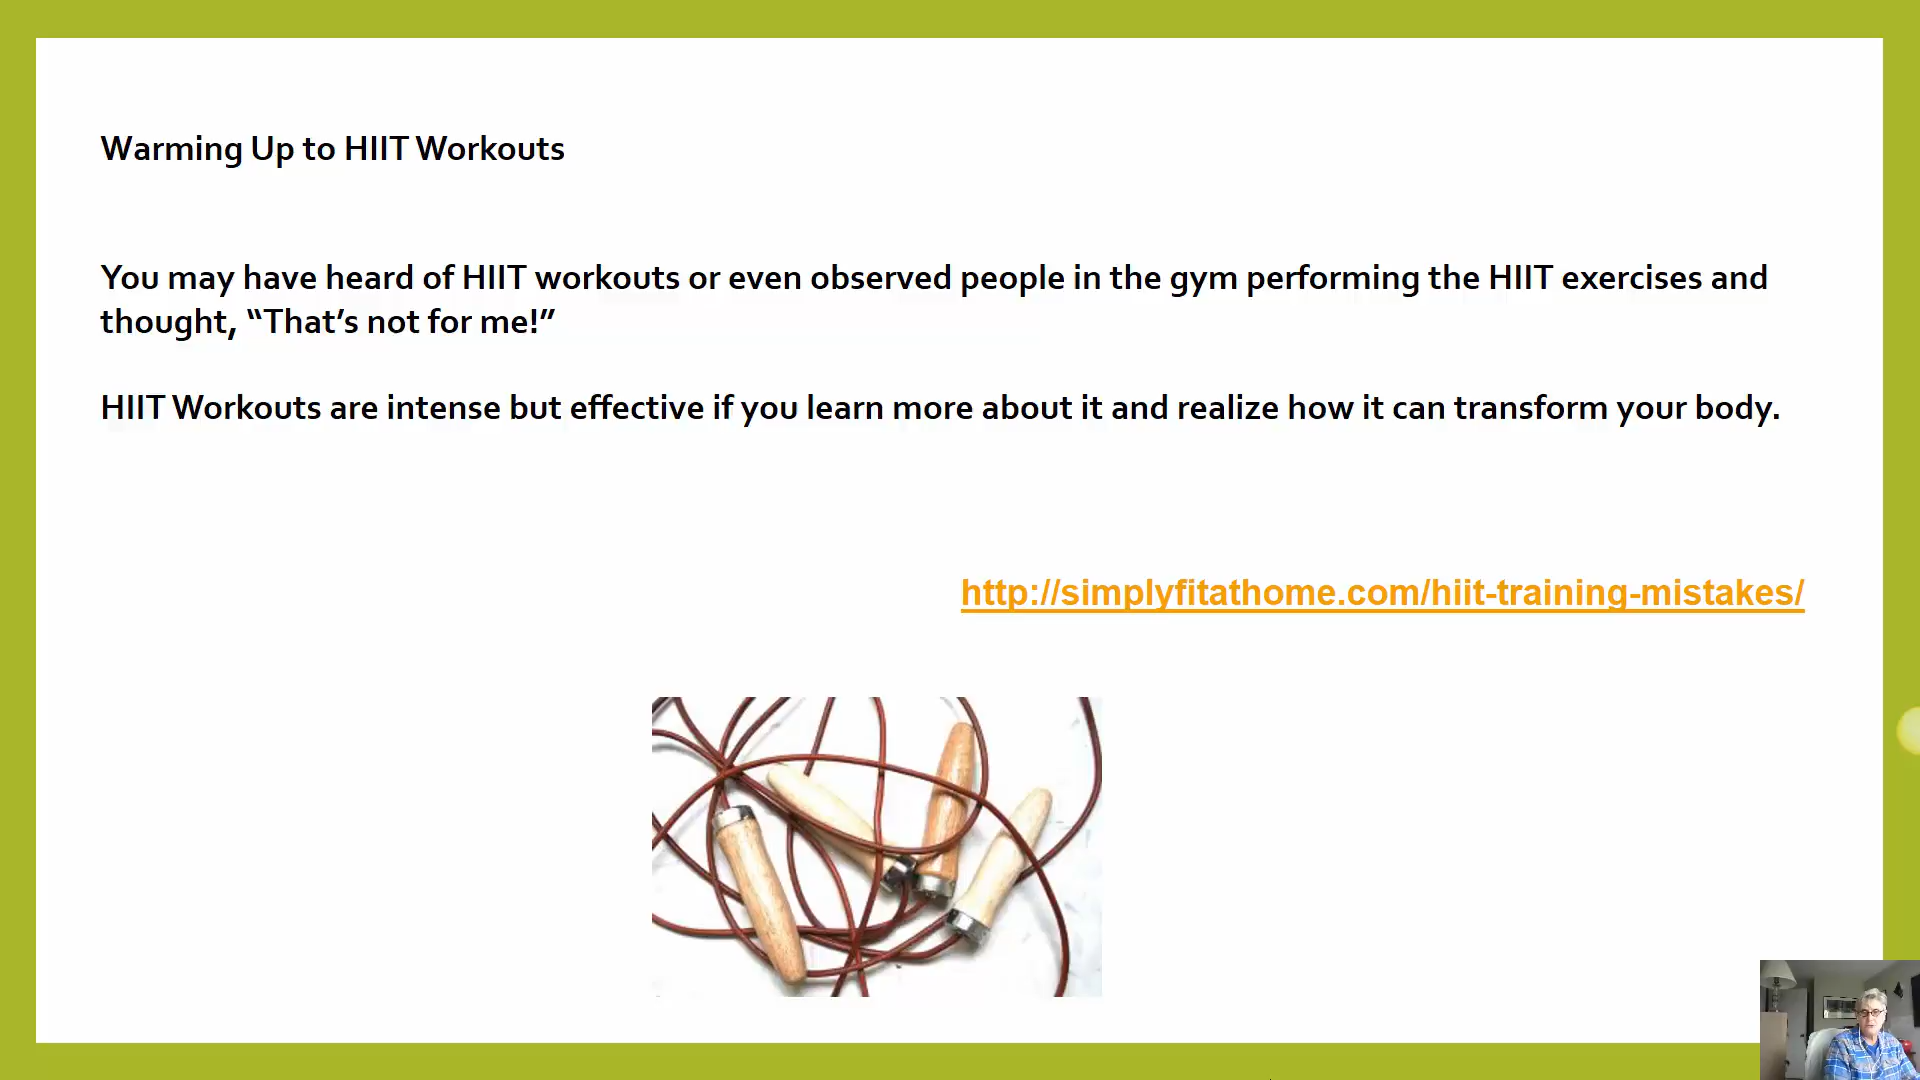 Warming Up to HIIT Workouts
You may have heard of HIIT workouts or even observed people in the gym performing the HIIT exercises and
thought, “That’s not for me!”
HIIT Workouts are intense but effective if you learn more about it and realize how it can transform your body.
http://simplyfitathome.com/hiit-training-mistakes/